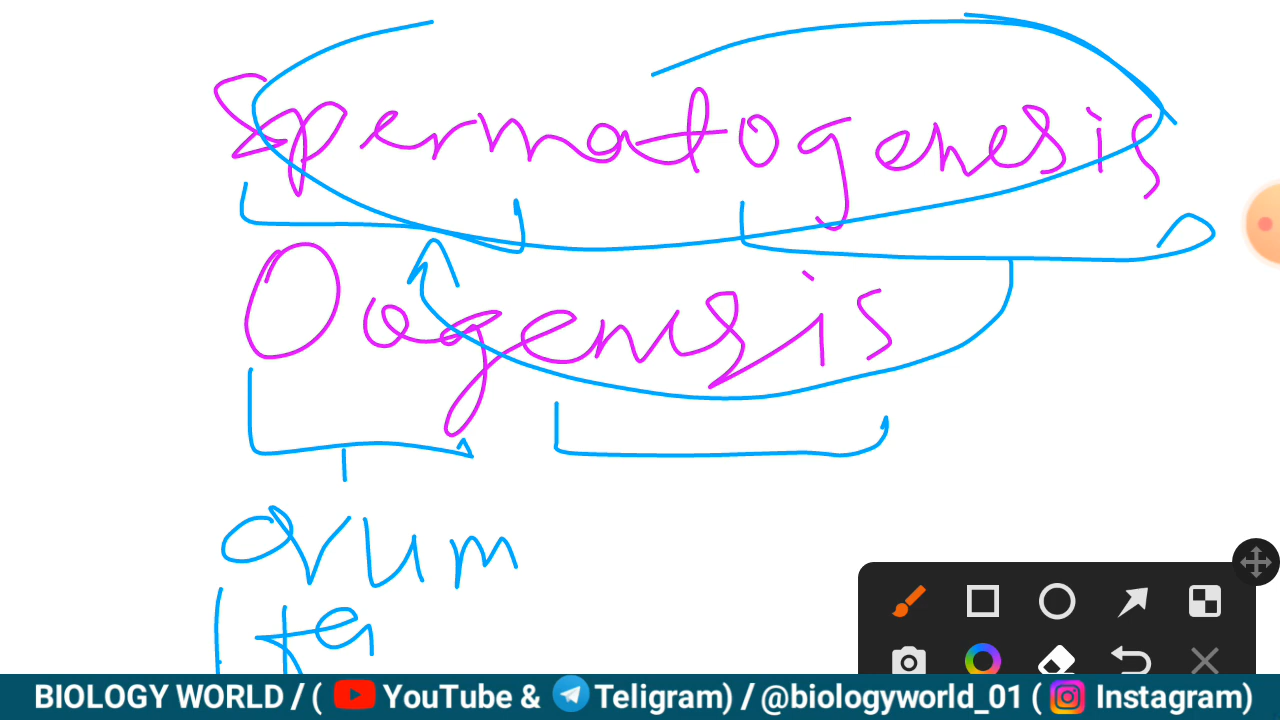 Spermatogenesis
Oogenesis
ovum
BIOLOGY WORLD / ( YouTube & Teligram) / @biologyworld_01 ( Instagram)